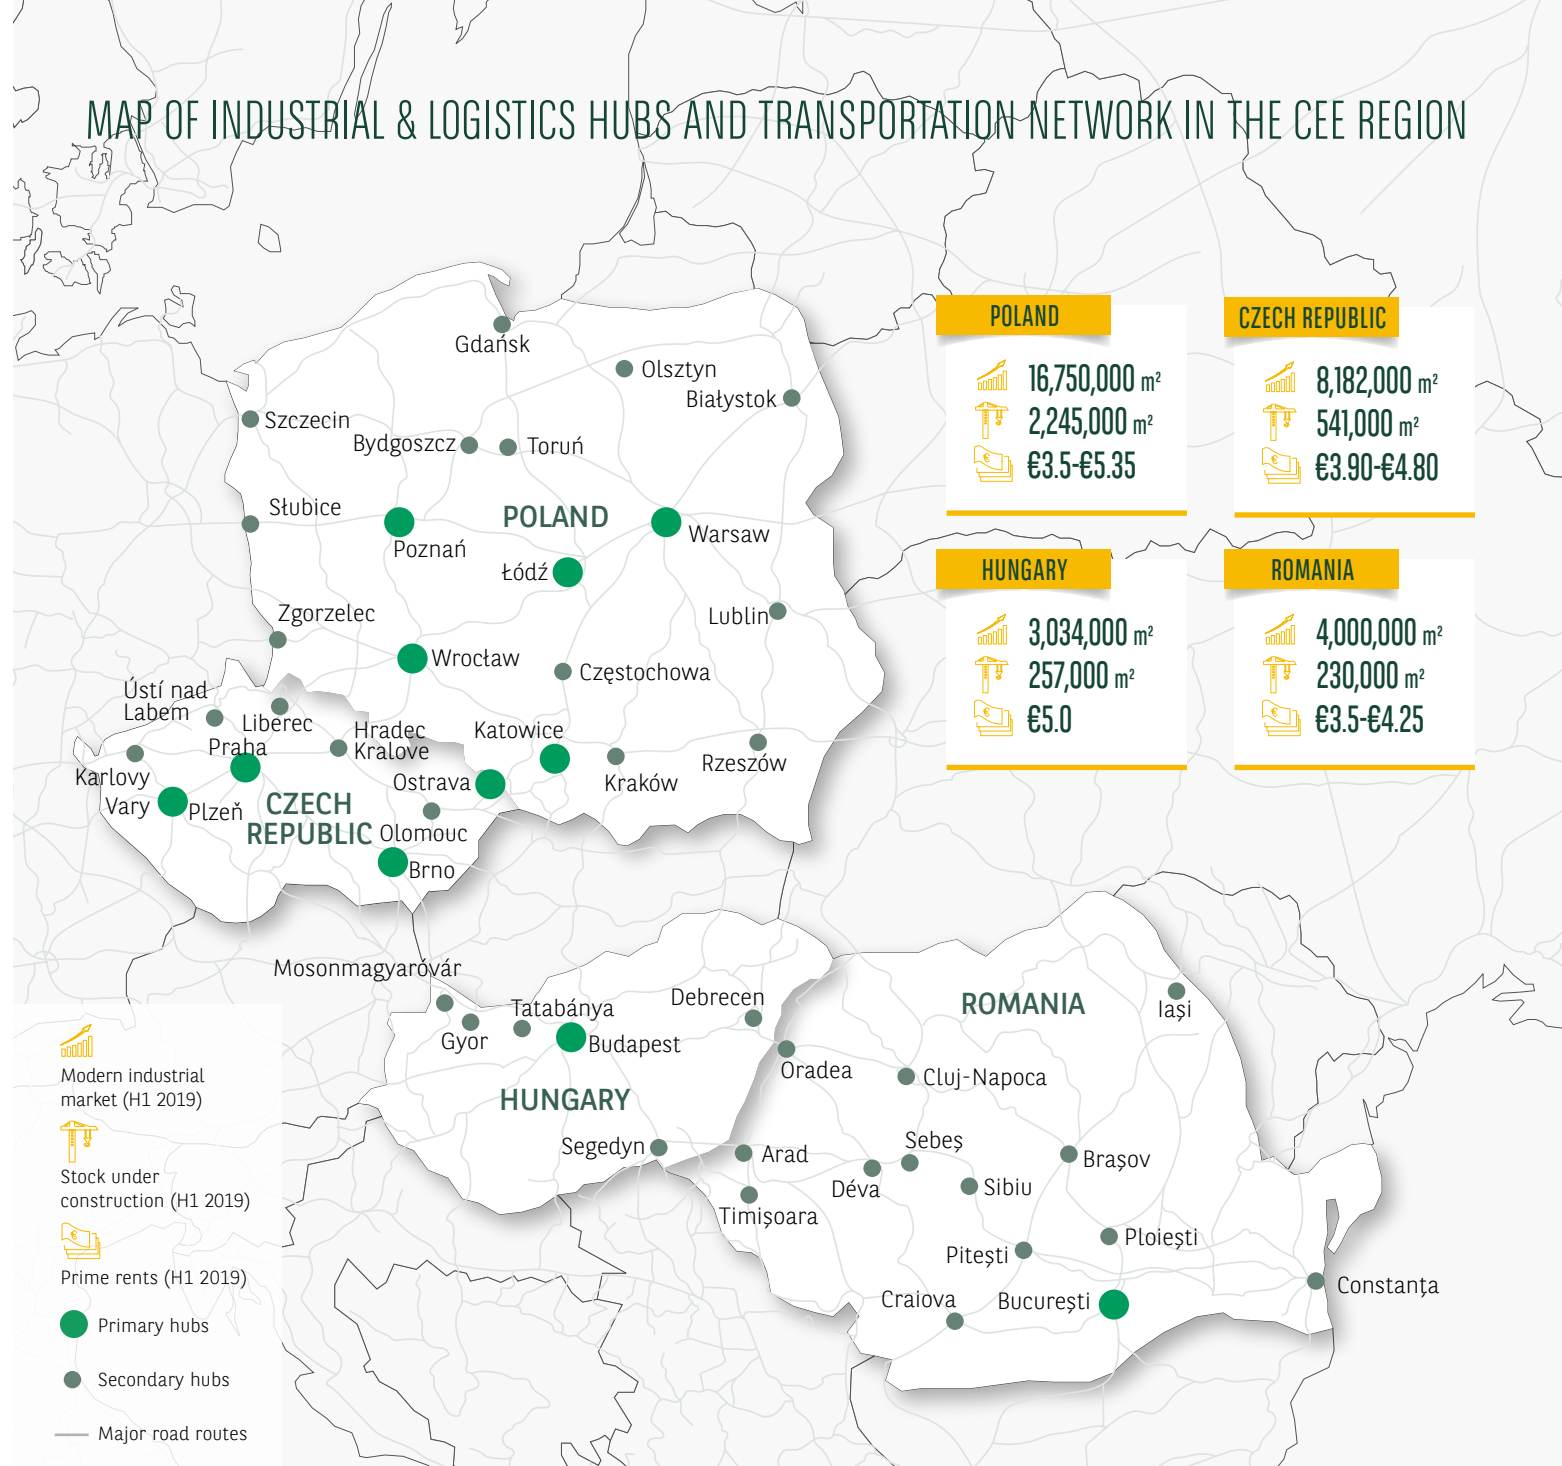 MAP OF INDUSTRIAL & LOGISTICS HUBS AND TRANSPORTATION NETWORK IN THE CEE REGION
POLAND
16,750,000 m²
2,245,000 m²
€3.5-€5.35
CZECH REPUBLIC
8,182,000 m²
541,000 m²
€3.90-€4.80
HUNGARY
3,034,000 m²
257,000 m²
€5.0
ROMANIA
4,000,000 m²
230,000 m²
€3.5-€4.25
Gdańsk
Olsztyn
Białystok
Szczecin
Bydgoszcz
Toruń
Słubice
POLAND
Poznań
Warsaw
Łódź
Zgorzelec
Lublin
Wrocław
Częstochowa
Ústí nad
Labem
Liberec
Praha
Hradec
Kralove
Katowice
Karlovy
Vary
Ostrava
Kraków
Rzeszów
Plzeň
CZECH
REPUBLIC
Olomouc
Brno
Mosonmagyaróvár
Tatabánya
Debrecen
Gyor
Budapest
HUNGARY
Segedyn
ROMANIA
Iași
Oradea
Cluj-Napoca
Arad
Sebeș
Brașov
Déva
Sibiu
Timișoara
Pitești
Ploiești
Craiova
București
Constanța
Modern industrial
market (H1 2019)
Stock under
construction (H1 2019)
Prime rents (H1 2019)
Primary hubs
Secondary hubs
Major road routes